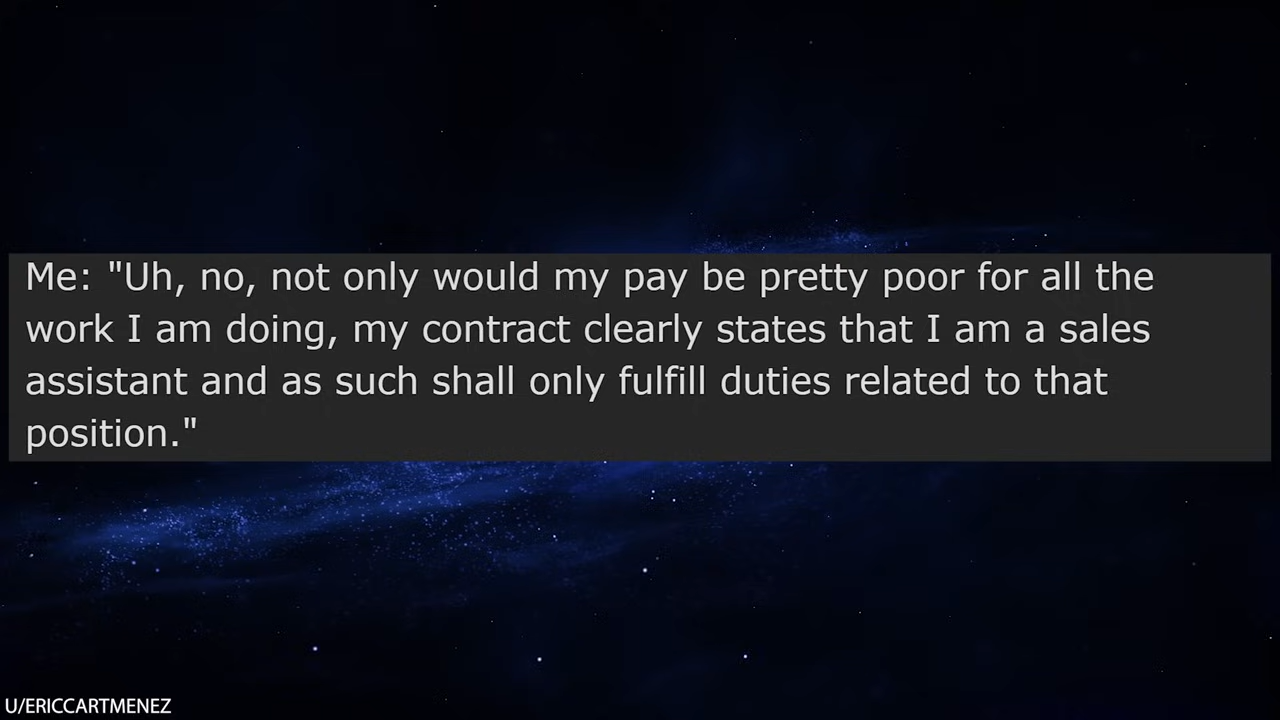 Me: "Uh, no, not only would my pay be pretty poor for all the
work I am doing, my contract clearly states that I am a sales
assistant and as such shall only fulfill duties related to that
position."
U/ERICCARTMENEZ